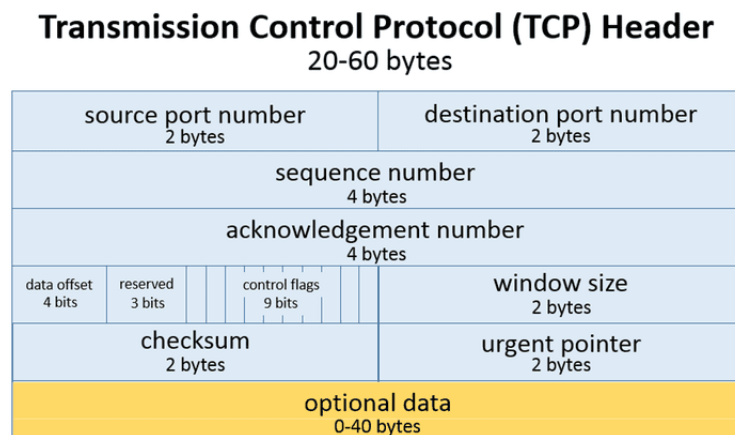 Transmission Control Protocol (TCP) Header
20-60 bytes
source port number
2 bytes
destination port number
2 bytes
sequence number
4 bytes
acknowledgement number
4 bytes
data offset
4 bits
reserved
3 bits
control flags
9 bits
window size
2 bytes
checksum
2 bytes
urgent pointer
2 bytes
optional data
0-40 bytes